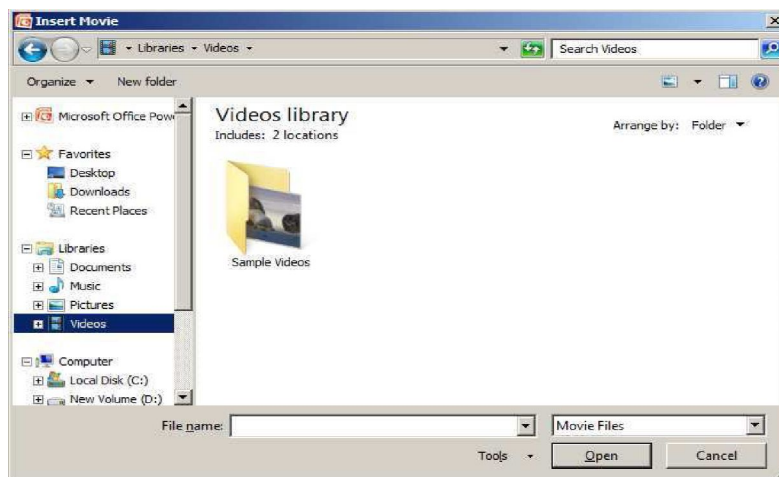 Insert Movie
Libraries Videos
Search Videos
Organize New folder
Microsoft Office Pow
Favorites
Desktop
Downloads
Recent Places
Libraries
Documents
Music
Pictures
Videos
Computer
Local Disk (C:)
New Volume (D:)
Videos library
Includes: 2 locations
Arrange by: Folder
Sample Videos
File name:
Movie Files
Tools
Open
Cancel